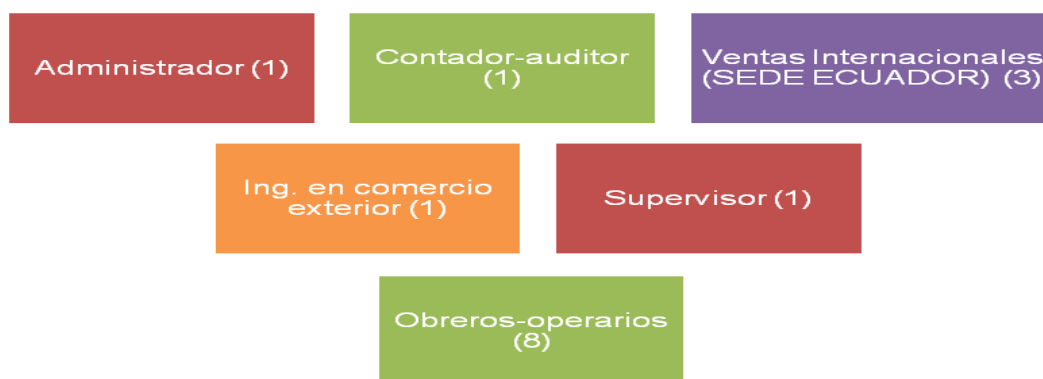 Administrador (1)
Contador-auditor
(1)
Ventas Internacionales
(SEDE ECUADOR) (3)
Ing. en comercio
exterior (1)
Supervisor (1)
Obreros-operarios
(8)